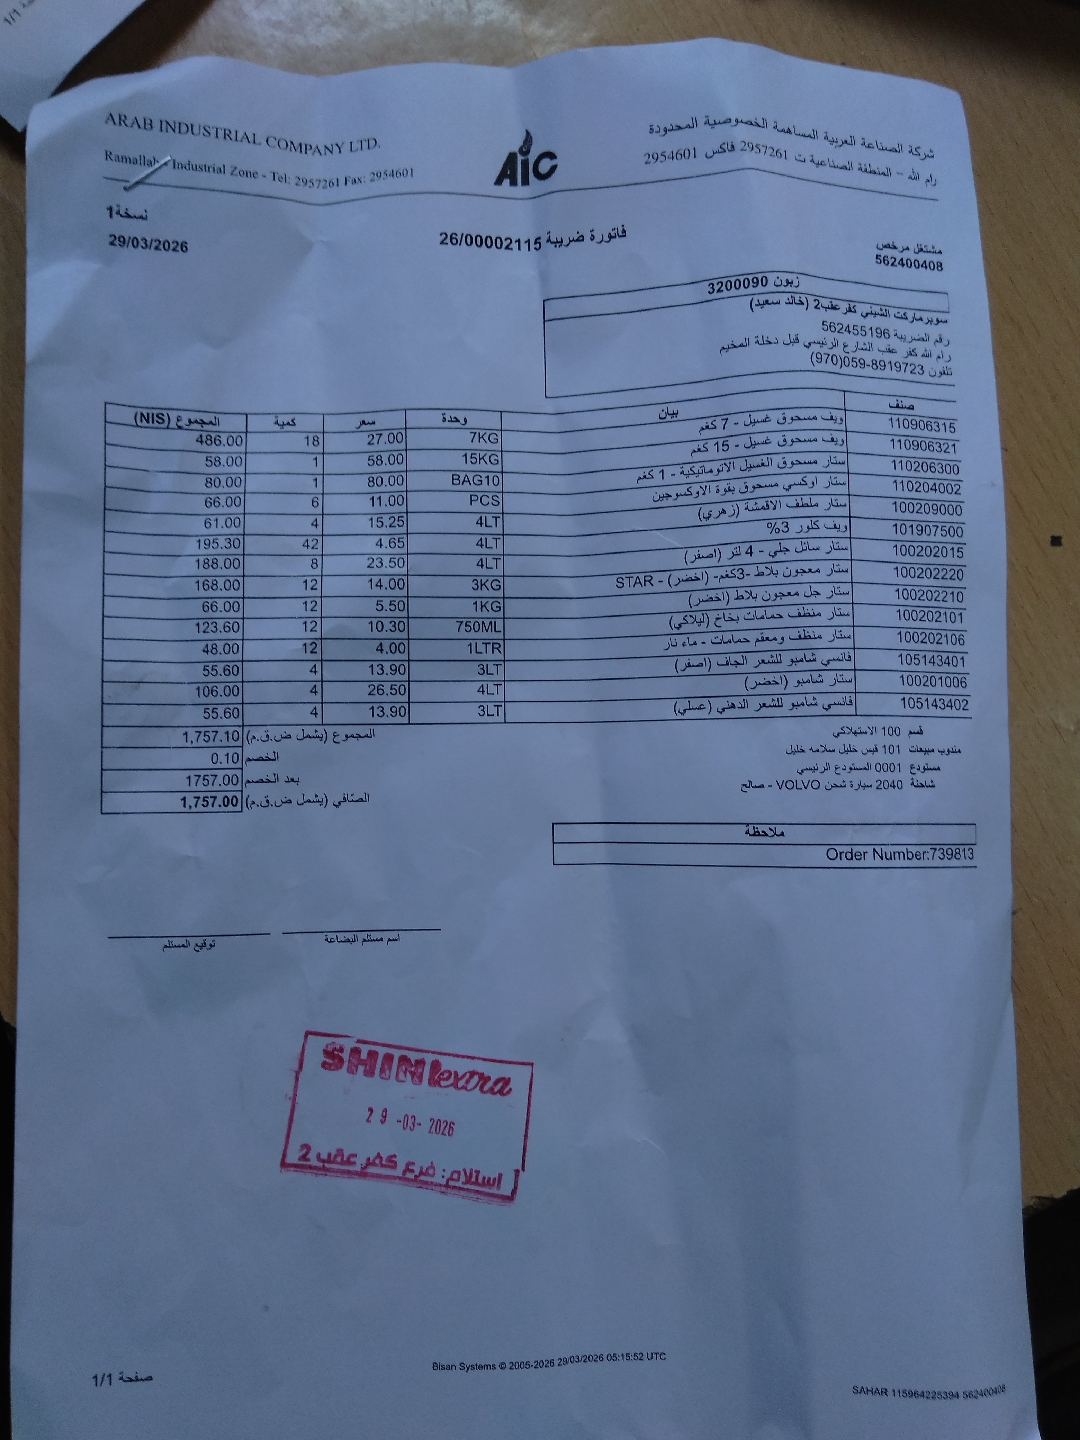 ARAB INDUSTRIAL COMPANY LTD.
Ramallah - Industrial Zone - Tel: 2957261 Fax: 2954601
AIC
شركة الصناعة العربية المساهمة الخصوصية المحدودة
رام الله - المنطقة الصناعية ت 2957261 فاكس 2954601
نسخة1
29/03/2026
فاتورة ضريبة 26/00002115
مشتغل مرخص
562400408
زبون 3200090
سوبرماركت الشيني كفرعقب2 (خالد سعيد)
رقم الضريبة 562455196
رام الله كفر عقب الشارع الرئيسي قبل دخلة المخيم
تلفون 059-8919723(970)
صنف بيان وحدة سعر كمية المجموع (NIS)
110906315 ويف مسحوق غسيل - 7 كغم 7KG 27.00 18 486.00
110906321 ويف مسحوق غسيل - 15 كغم 15KG 58.00 1 58.00
110206300 ستار مسحوق الغسيل الاتوماتيكية - 1 كغم BAG10 80.00 1 80.00
110204002 ستار اوكسي مسحوق بقوة الاوكسوجين PCS 11.00 6 66.00
100209000 ستار ملطف الاقمشة (زهري) 4LT 15.25 4 61.00
101907500 ويف كلور 3% 4LT 4.65 42 195.30
100202015 ستار سائل جلي - 4 لتر (اصفر) 4LT 23.50 8 188.00
100202220 ستار معجون بلاط -3كغم- (اخضر) - STAR 3KG 14.00 12 168.00
100202210 ستار جل معجون بلاط (اخضر) 1KG 5.50 12 66.00
100202101 ستار منظف حمامات بخاخ (ليلاكي) 750ML 10.30 12 123.60
100202106 ستار منظف ومعقم حمامات - ماء نار 1LTR 4.00 12 48.00
105143401 فانسي شامبو للشعر الجاف (اصفر) 3LT 13.90 4 55.60
100201006 ستار شامبو (اخضر) 4LT 26.50 4 106.00
105143402 فانسي شامبو للشعر الدهني (عسلي) 3LT 13.90 4 55.60
المجموع (يشمل ض.ق.م) 1,757.10
الخصم 0.10
بعد الخصم 1757.00
الصافي (يشمل ض.ق.م) 1,757.00
قسم 100 الاستهلاكي
مندوب مبيعات 101 قيس خليل سلامه خليل
مستودع 0001 المستودع الرئيسي
شاحنة 2040 سيارة شحن VOLVO - صالح
ملاحظة
Order Number:739813
اسم مستلم البضاعة
توقيع المستلم
SHINI extra
29-03-2026
استلام: فرع كفر عقب 2
Bisan Systems © 2005-2026 29/03/2026 05:15:52 UTC
صفحة 1/1
SAHAR 115964225394 562400408